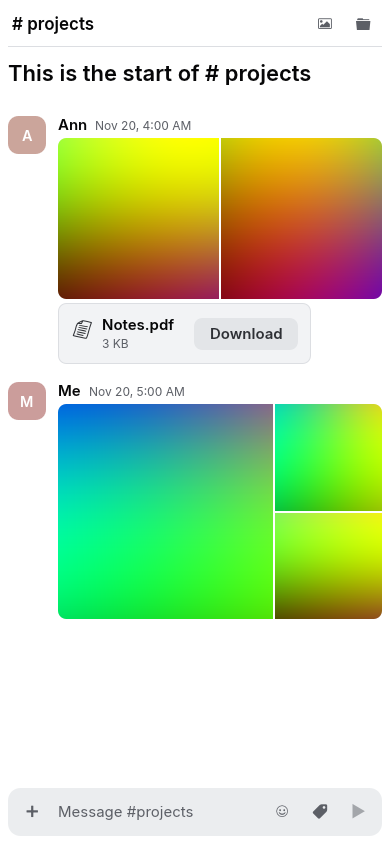 # projects
This is the start of # projects
A
Ann Nov 20, 4:00 AM
Notes.pdf
3 KB
Download
M
Me Nov 20, 5:00 AM
Message #projects